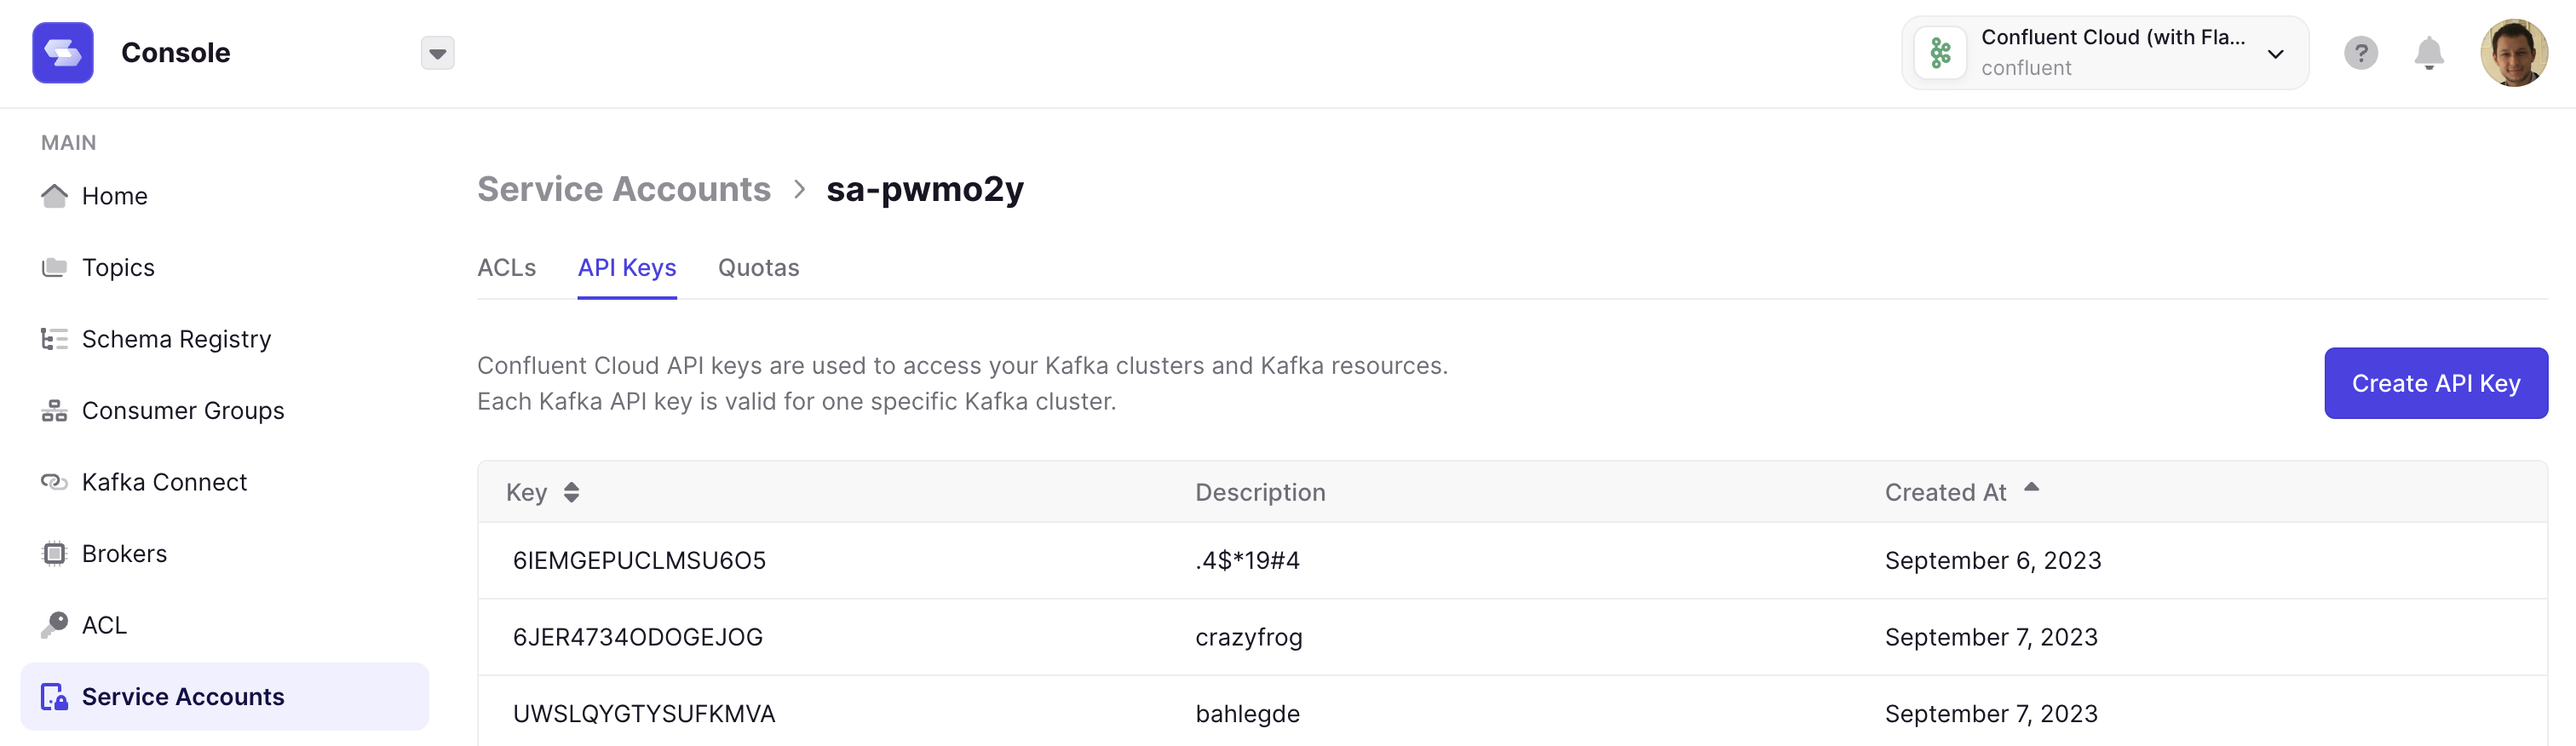 Console
Confluent Cloud (with Fla...
confluent
?
MAIN
Home
Topics
Schema Registry
Consumer Groups
Kafka Connect
Brokers
ACL
Service Accounts
Service Accounts > sa-pwmo2y
ACLs API Keys Quotas
Confluent Cloud API keys are used to access your Kafka clusters and Kafka resources.
Each Kafka API key is valid for one specific Kafka cluster.
Create API Key
Key Description Created At
6IEMGEPUCLMSU6O5 .4$*19#4 September 6, 2023
6JER4734ODOGEJOG crazyfrog September 7, 2023
UWSLQYGTYSUFKMVA bahlegde September 7, 2023